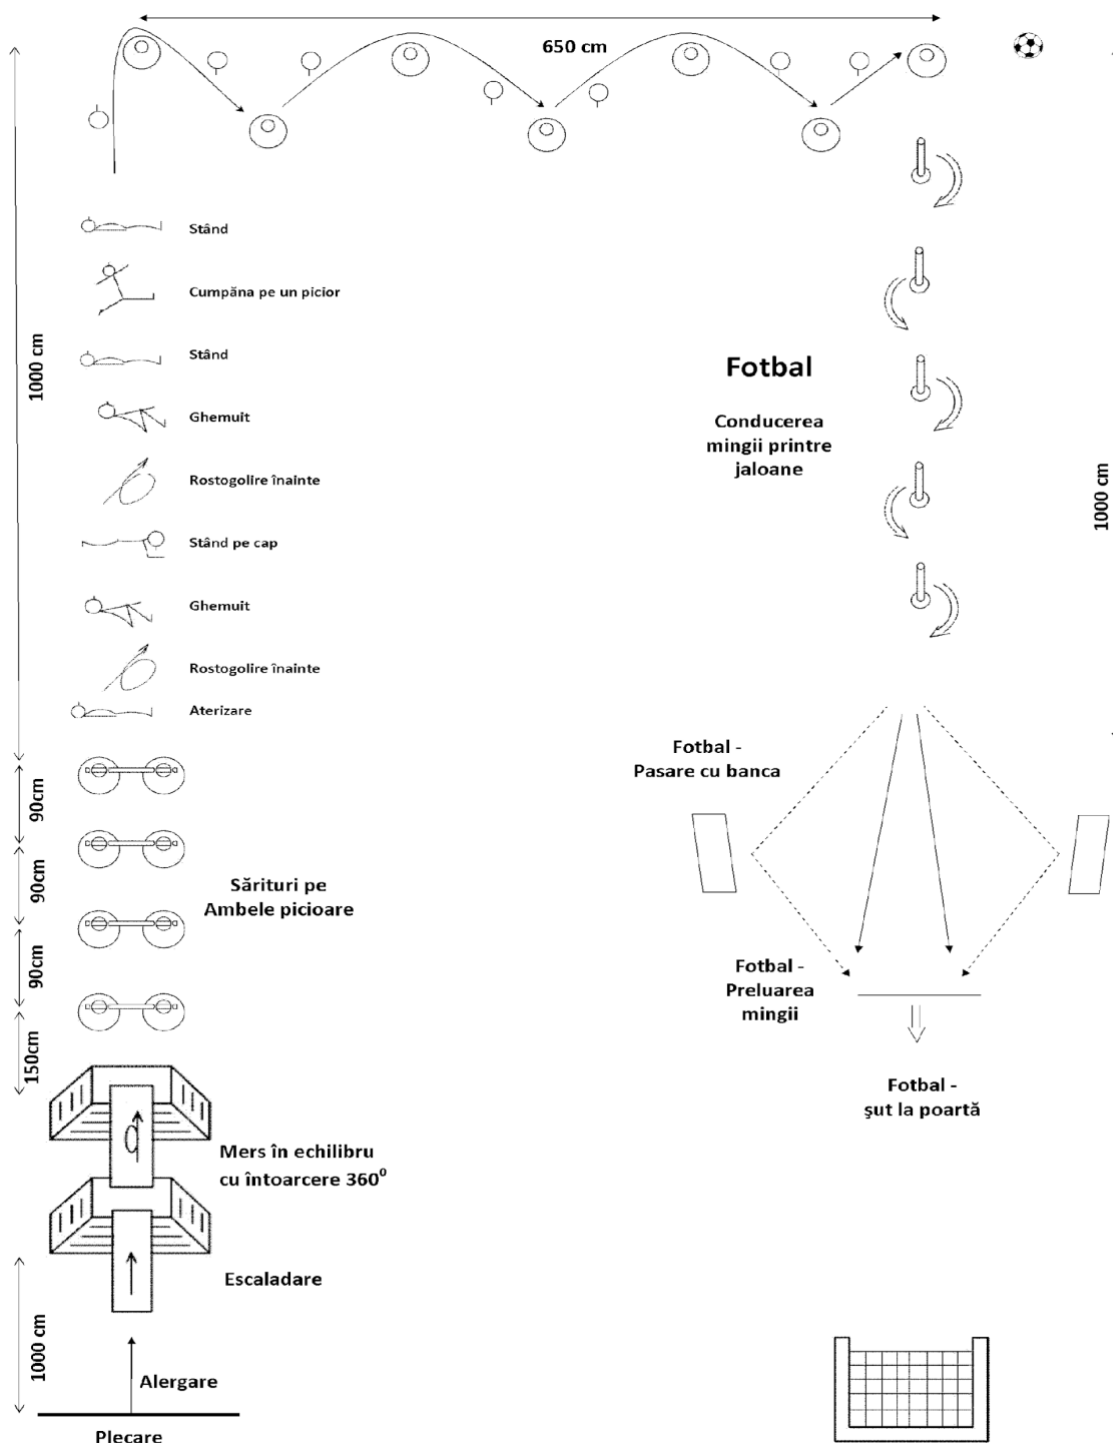 650 cm
1000 cm
Stând
Cumpăna pe un picior
Stând
Ghemuit
Rostogolire înainte
Stând pe cap
Ghemuit
Rostogolire înainte
Aterizare
Fotbal
Conducerea
mingii printre
jaloane
1000 cm
Fotbal -
Pasare cu banca
90cm
90cm
90cm
150cm
Sărituri pe
Ambele picioare
Fotbal -
Preluarea
mingii
Fotbal -
șut la poartă
Mers în echilibru
cu întoarcere 360⁰
Escaladare
1000 cm
Alergare
Plecare